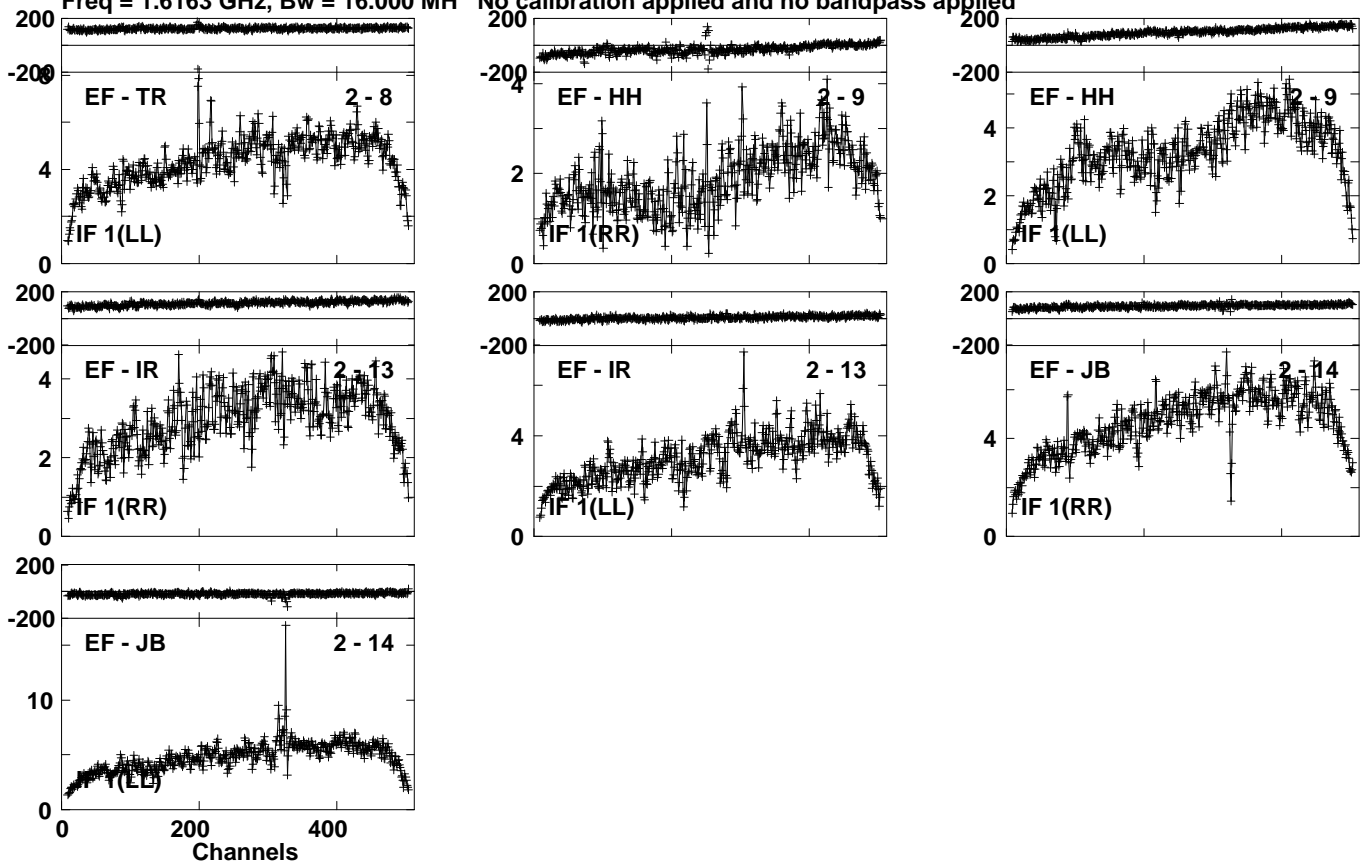 Freq = 1.6163 GHz, Bw = 16.000 MH No calibration applied and no bandpass applied
200
-200
8
EF - TR
2 - 8
4
IF 1(LL)
0
-200
4
EF - HH
2 - 9
2
IF 1(RR)
0
200
-200
EF - HH
2 - 9
4
2
IF 1(LL)
0
200
-200
EF - IR
2 - 13
4
2
IF 1(RR)
0
200
-200
EF - IR
2 - 13
4
IF 1(LL)
0
200
-200
EF - JB
2 - 14
4
IF 1(RR)
0
200
-200
EF - JB
2 - 14
10
IF 1(LL)
0
0 200 400
Channels